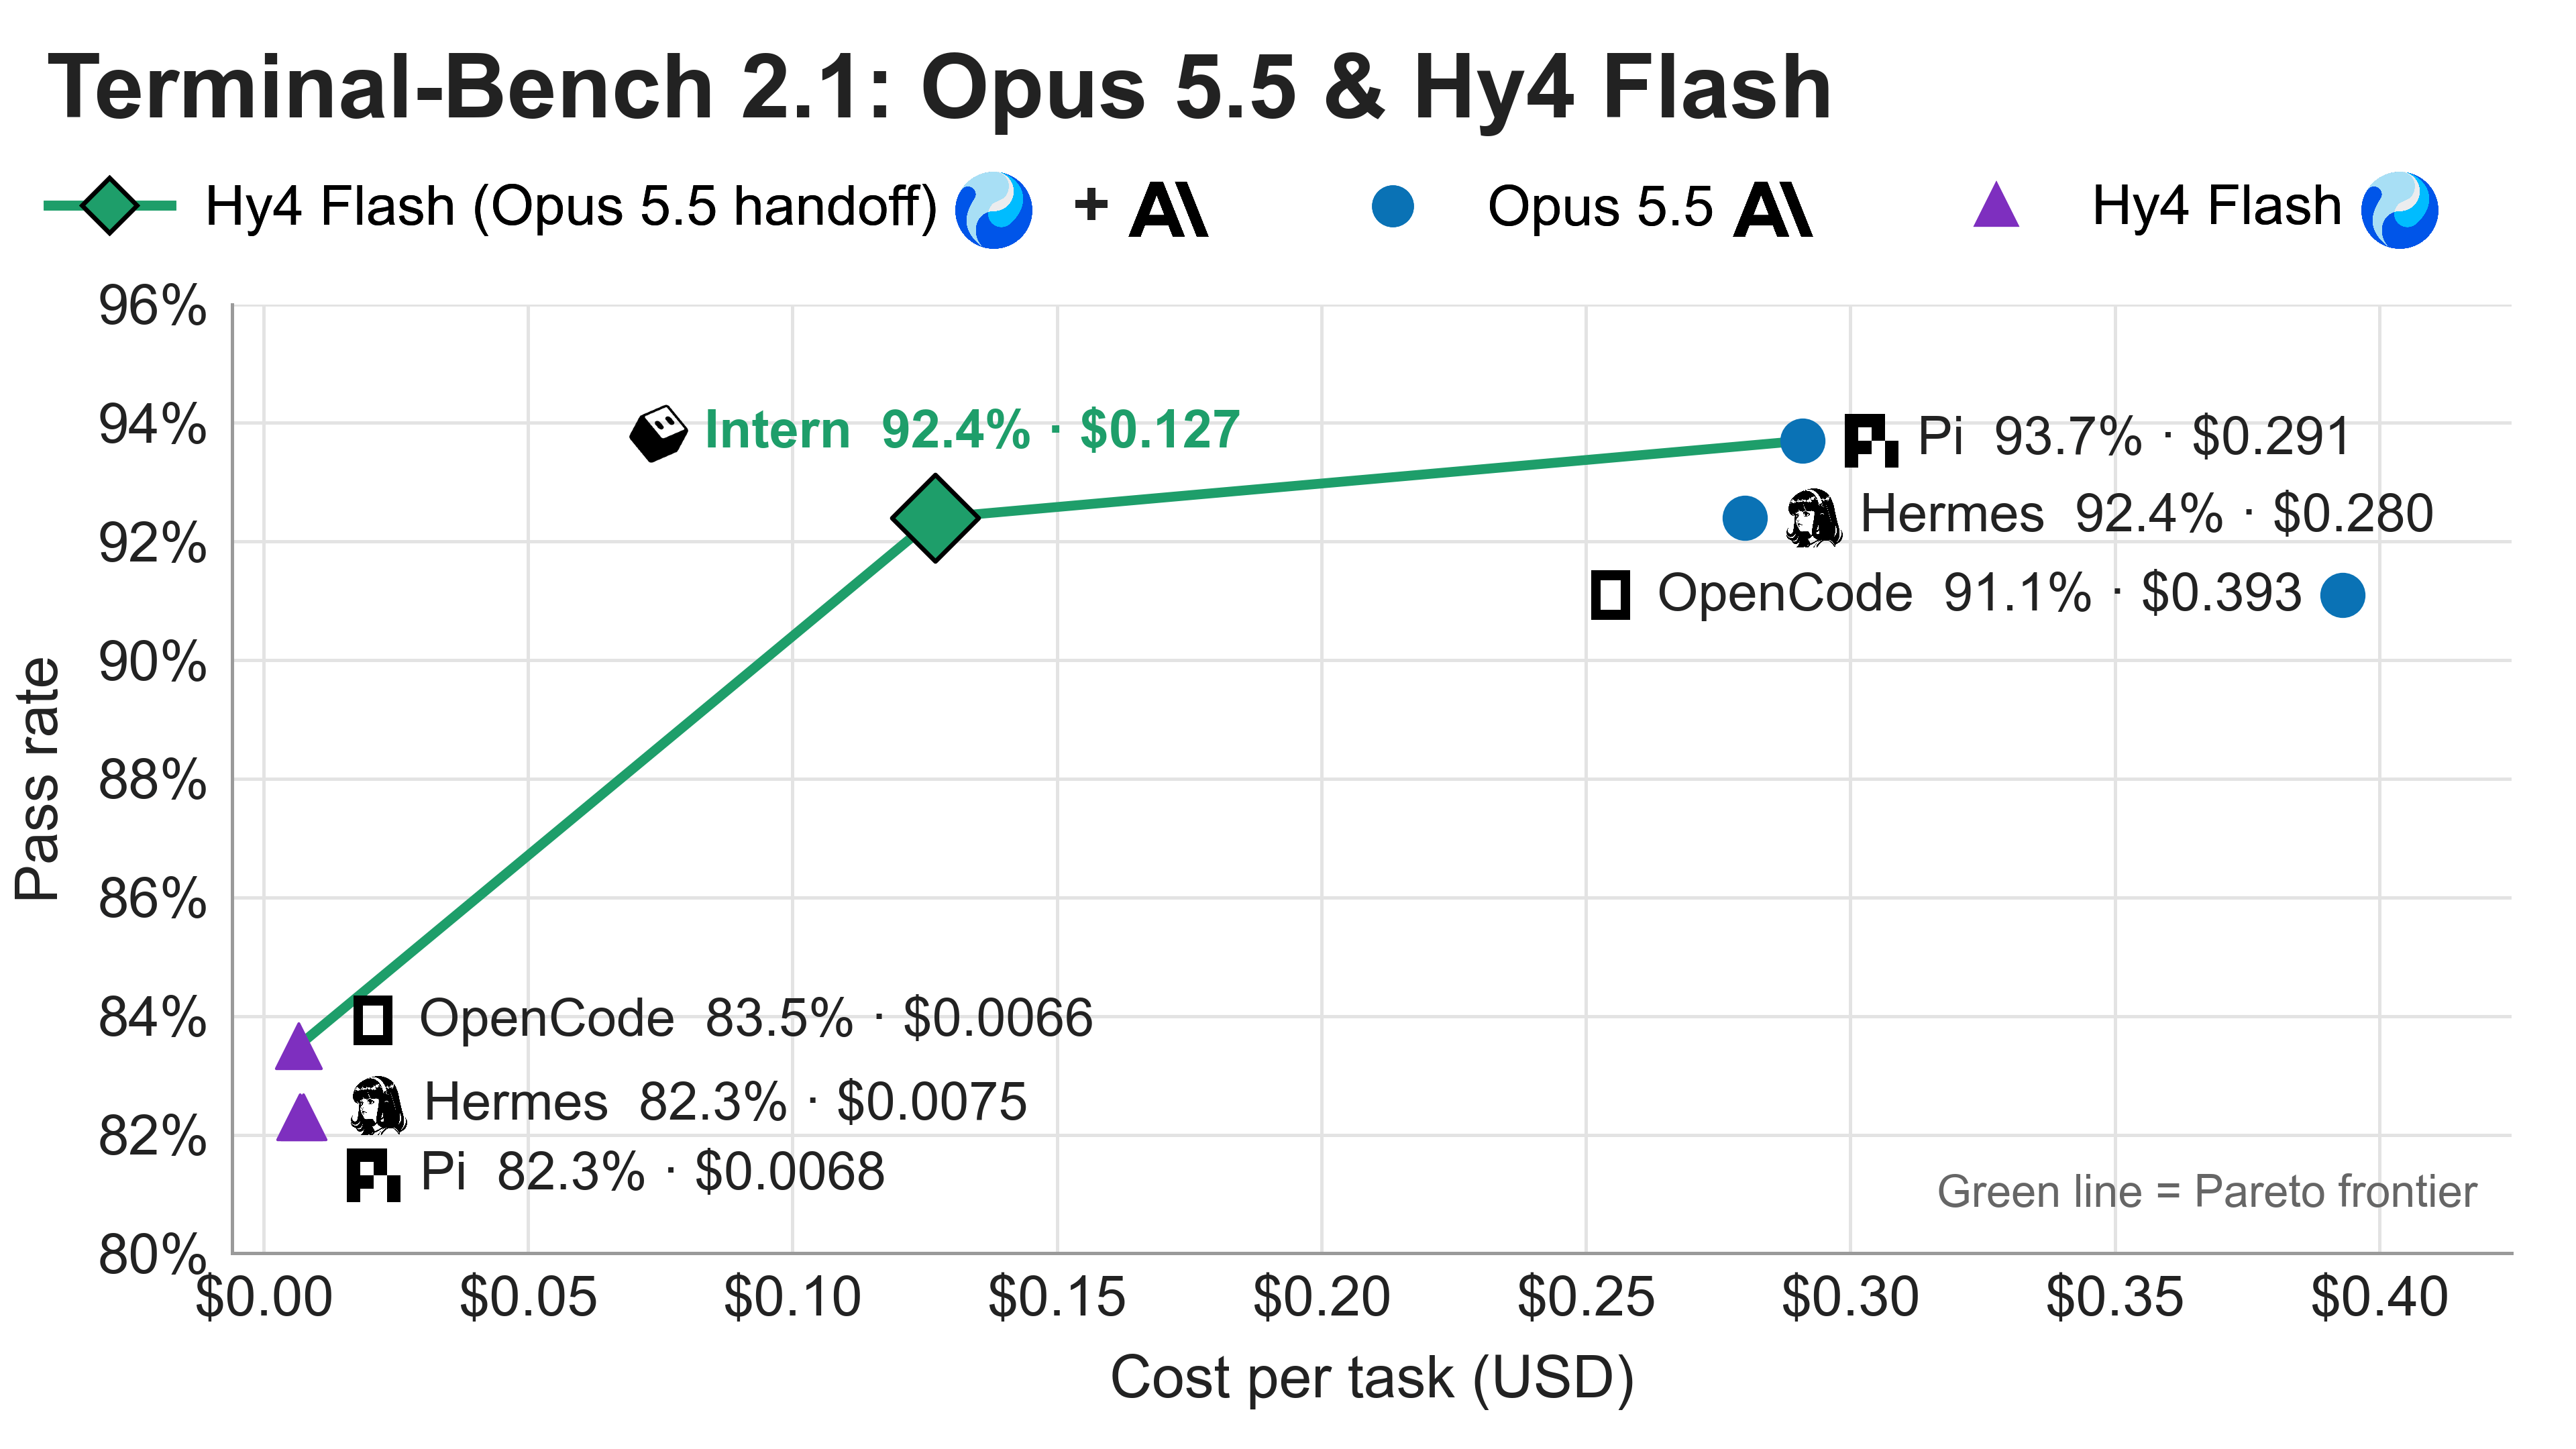 Terminal-Bench 2.1: Opus 5.5 & Hy4 Flash
Hy4 Flash (Opus 5.5 handoff) + A\ Opus 5.5 A\ Hy4 Flash
96%
94%
92%
90%
88%
86%
84%
82%
80%
Pass rate
Intern 92.4% · $0.127
Pi 93.7% · $0.291
Hermes 92.4% · $0.280
OpenCode 91.1% · $0.393
OpenCode 83.5% · $0.0066
Hermes 82.3% · $0.0075
Pi 82.3% · $0.0068
Green line = Pareto frontier
$0.00 $0.05 $0.10 $0.15 $0.20 $0.25 $0.30 $0.35 $0.40
Cost per task (USD)